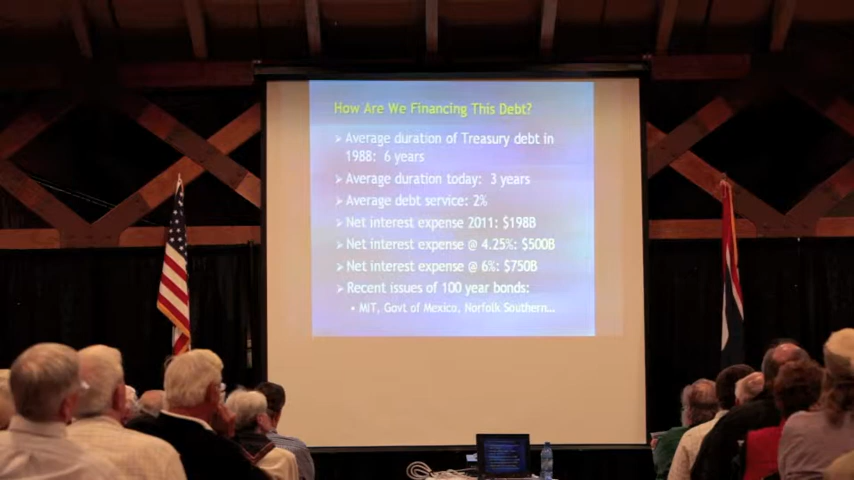 How Are We Financing This Debt?
➢ Average duration of Treasury debt in
1988: 6 years
➢ Average duration today: 3 years
➢ Average debt service: 2%
➢ Net interest expense 2011: $198B
➢ Net interest expense @ 4.25%: $500B
➢ Net interest expense @ 6%: $750B
➢ Recent issues of 100 year bonds:
• MIT, Govt of Mexico, Norfolk Southern...